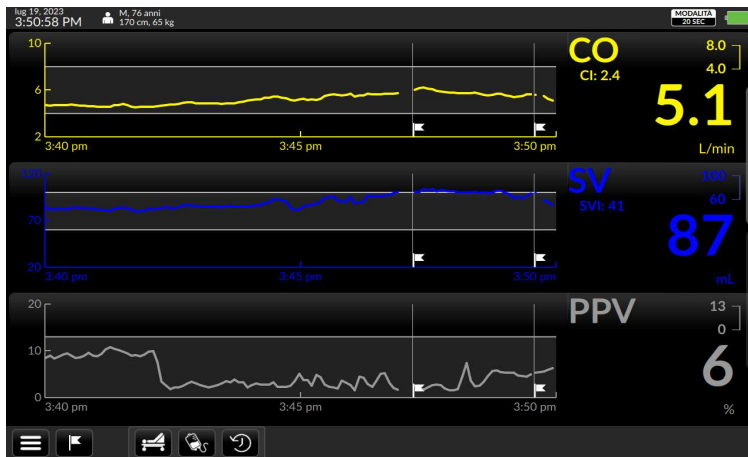 lug 19, 2023
3:50:58 PM
M, 76 anni
170 cm, 65 kg
MODALITÀ
20 SEC
10
6
2
3:40 pm
3:45 pm
3:50 pm
CO
CI: 2.4
8.0
4.0
5.1
L/min
120
70
20
3:40 pm
3:45 pm
3:50 pm
SV
SVI: 41
100
60
87
mL
20
10
0
3:40 pm
3:45 pm
3:50 pm
PPV
13
0
6
%